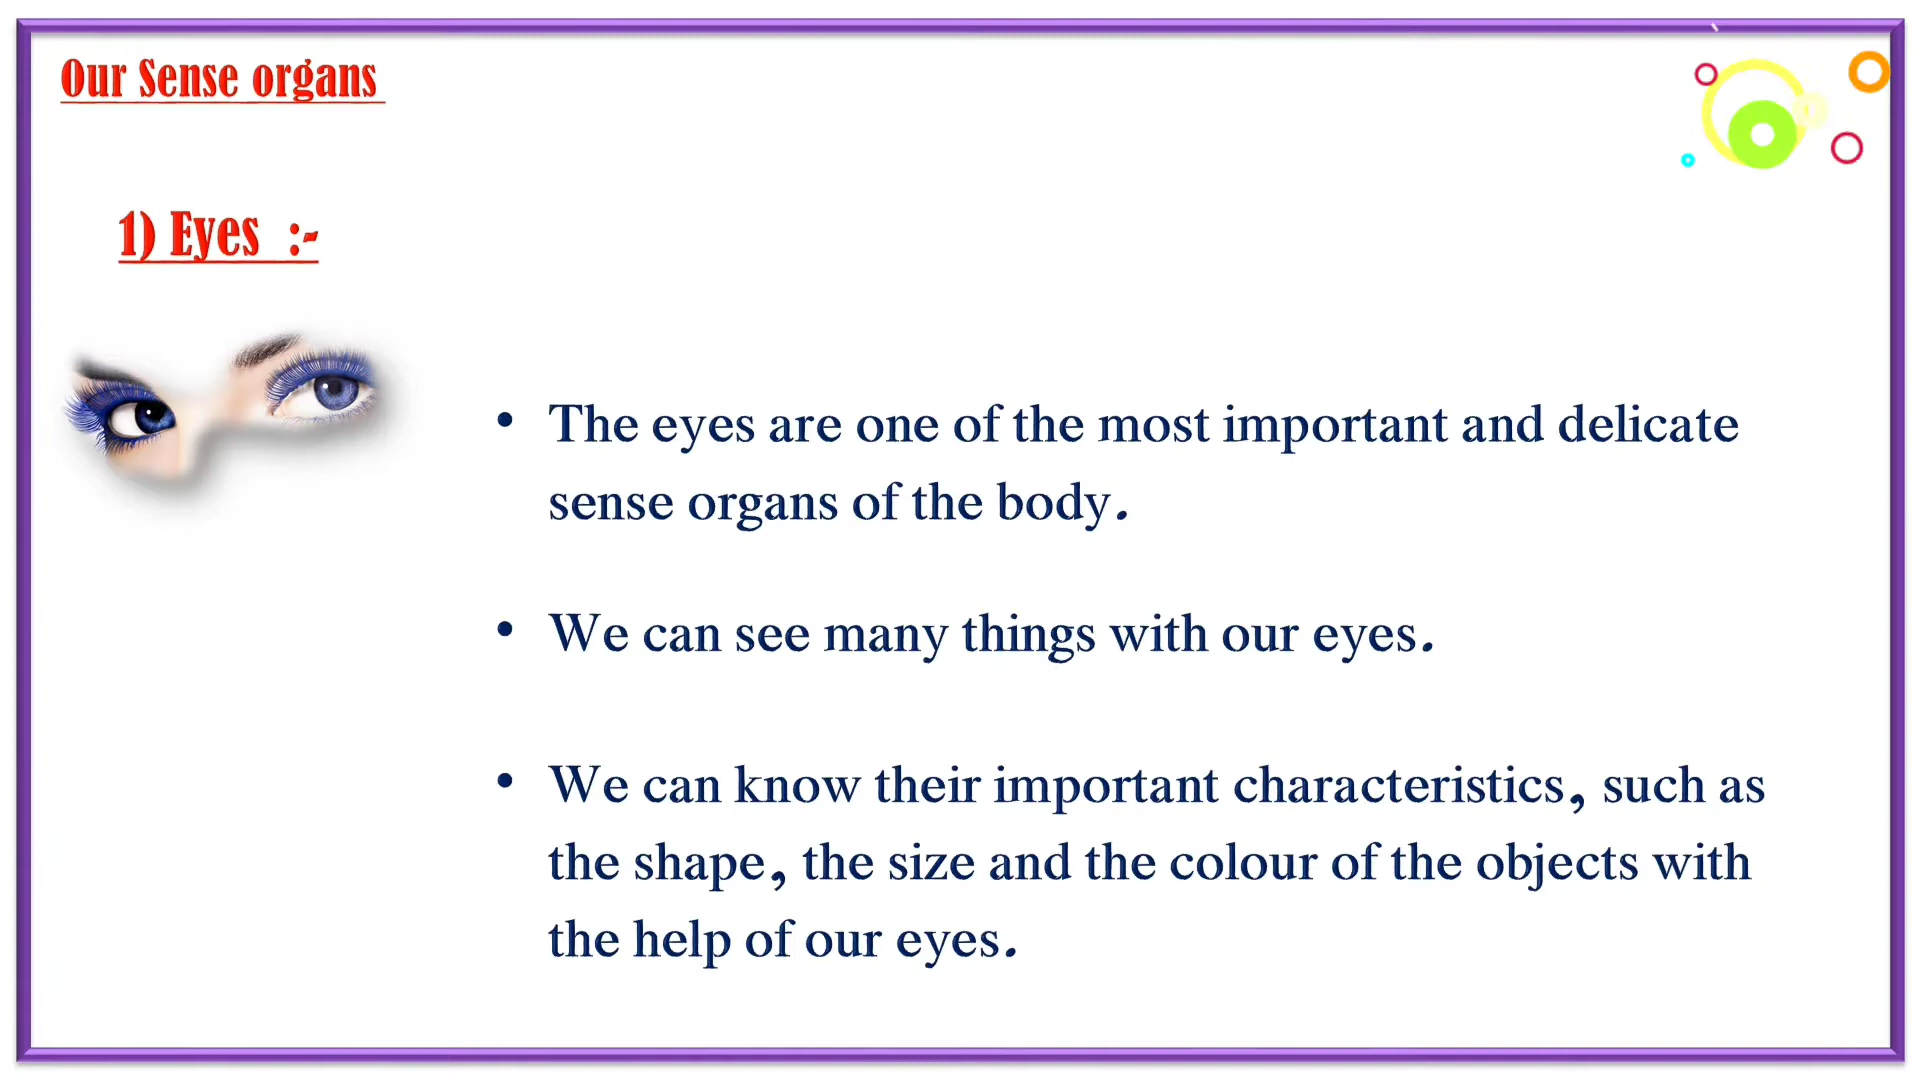 Our Sense organs
1) Eyes :-
• The eyes are one of the most important and delicate
sense organs of the body.
• We can see many things with our eyes.
• We can know their important characteristics, such as
the shape, the size and the colour of the objects with
the help of our eyes.